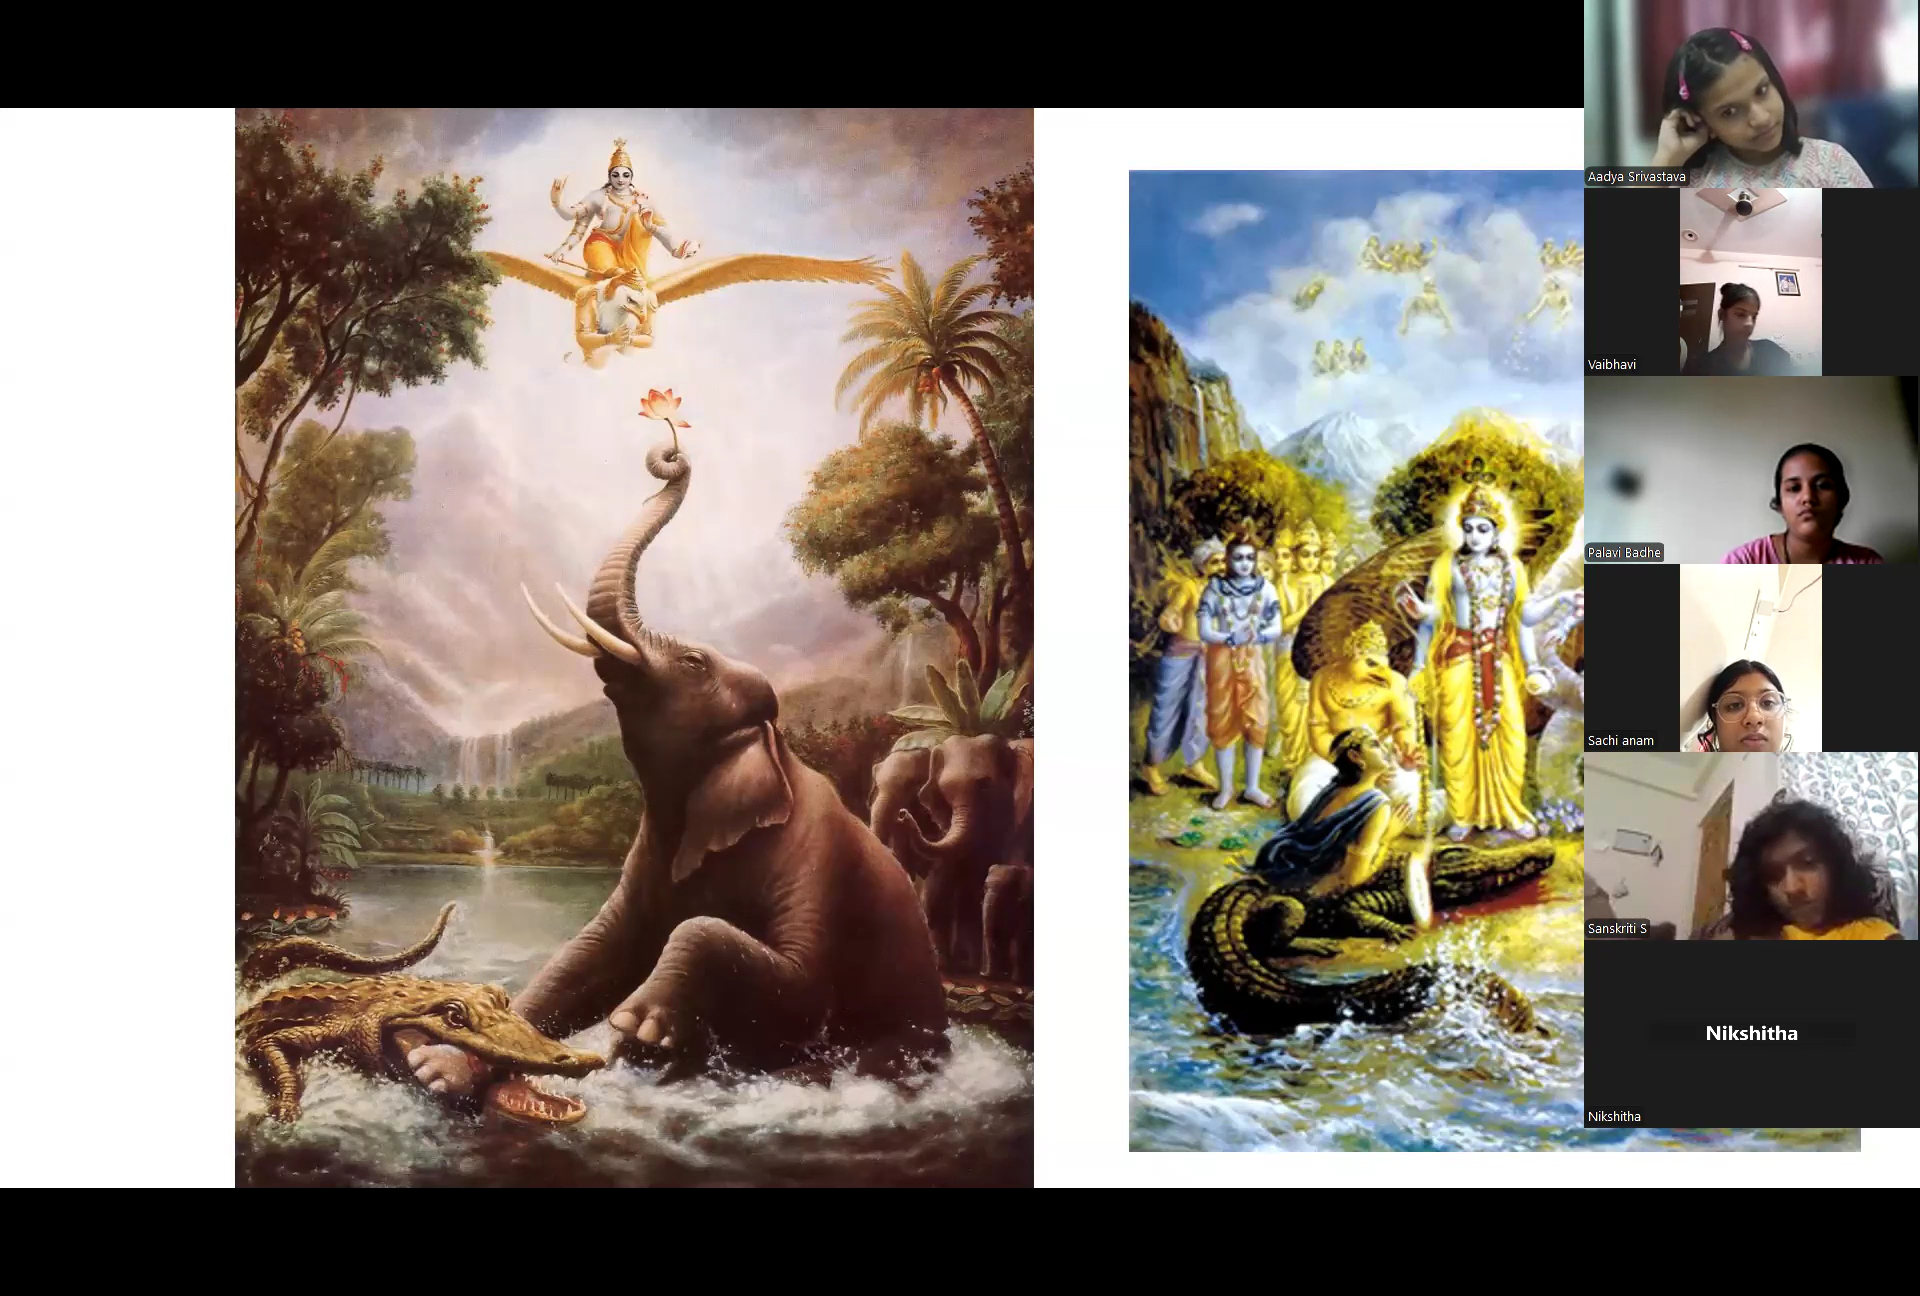 Aadya Srivastava
Vaibhavi
Palavi Badhe
Sachi anam
Sanskriti S
Nikshitha
Nikshitha